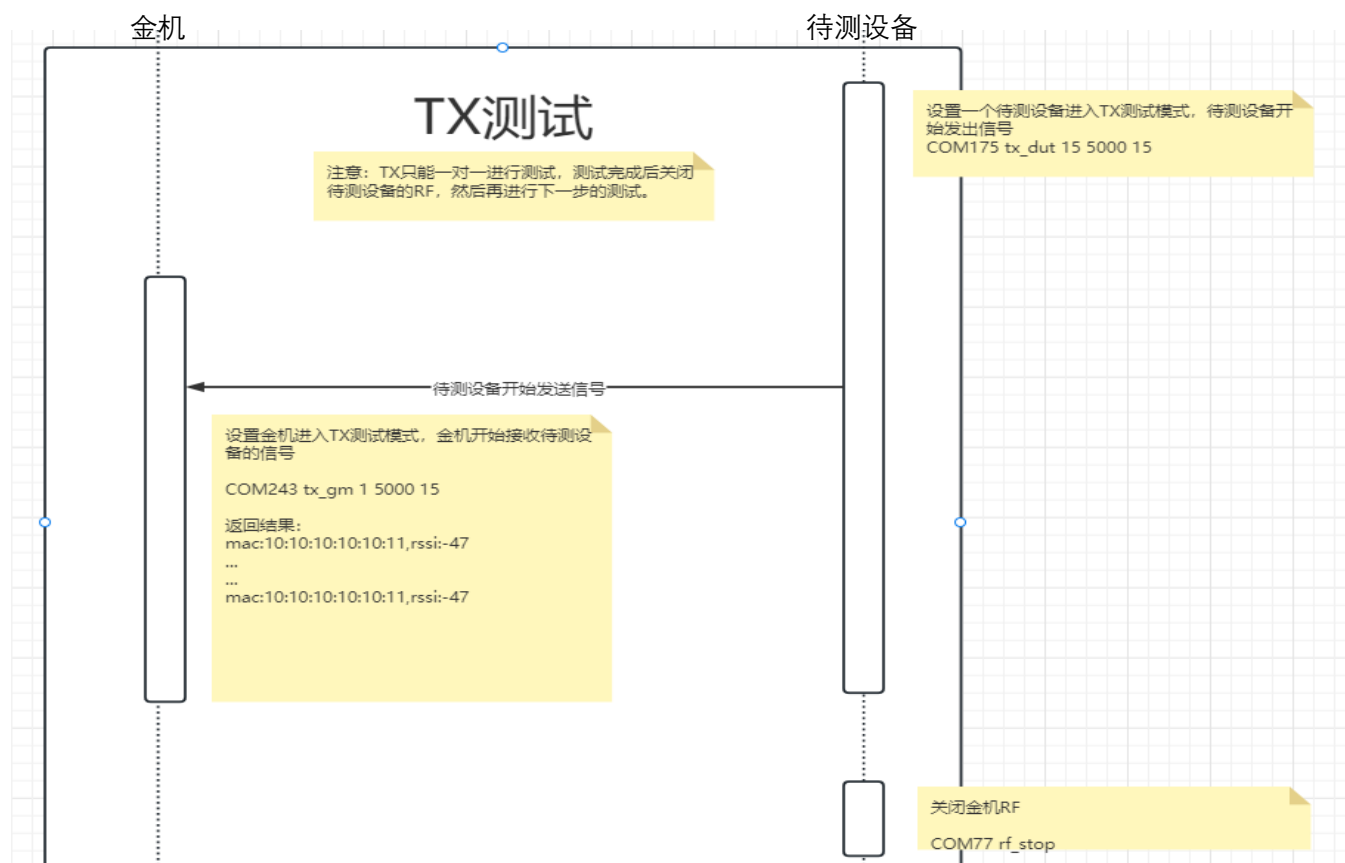 金机
待测设备
TX测试
注意：TX只能一对一进行测试，测试完成后关闭
待测设备的RF，然后再进行下一步的测试。
设置一个待测设备进入TX测试模式，待测设备开
始发出信号
COM175 tx_dut 15 5000 15
待测设备开始发送信号
设置金机进入TX测试模式，金机开始接收待测设
备的信号
COM243 tx_gm 1 5000 15
返回结果：
mac:10:10:10:10:10:11,rssi:-47
...
...
mac:10:10:10:10:10:11,rssi:-47
关闭金机RF
COM77 rf_stop